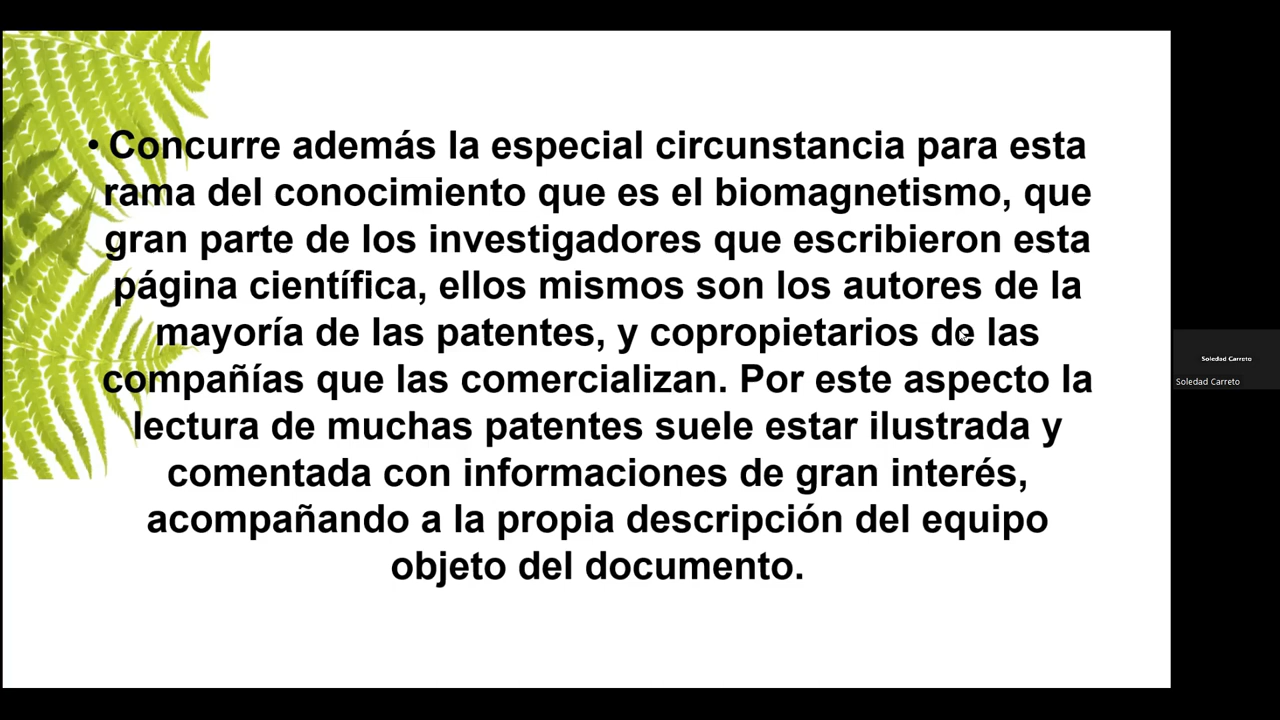 • Concurre además la especial circunstancia para esta
rama del conocimiento que es el biomagnetismo, que
gran parte de los investigadores que escribieron esta
página científica, ellos mismos son los autores de la
mayoría de las patentes, y copropietarios de las
compañías que las comercializan. Por este aspecto la
lectura de muchas patentes suele estar ilustrada y
comentada con informaciones de gran interés,
acompañando a la propia descripción del equipo
objeto del documento.
Soledad Carreto
Soledad Carreto